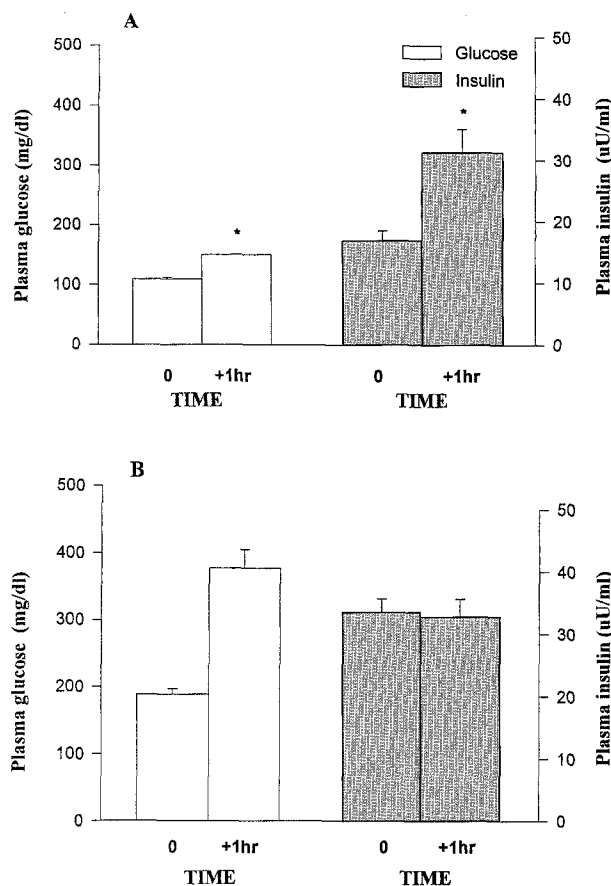 A
500
400
300
200
100
0
Plasma glucose (mg/dl)
Glucose
Insulin
*
*
50
40
30
20
10
0
Plasma insulin (uU/ml)
0 +1hr 0 +1hr
TIME TIME
B
500
400
300
200
100
0
Plasma glucose (mg/dl)
50
40
30
20
10
0
Plasma insulin (uU/ml)
0 +1hr 0 +1hr
TIME TIME